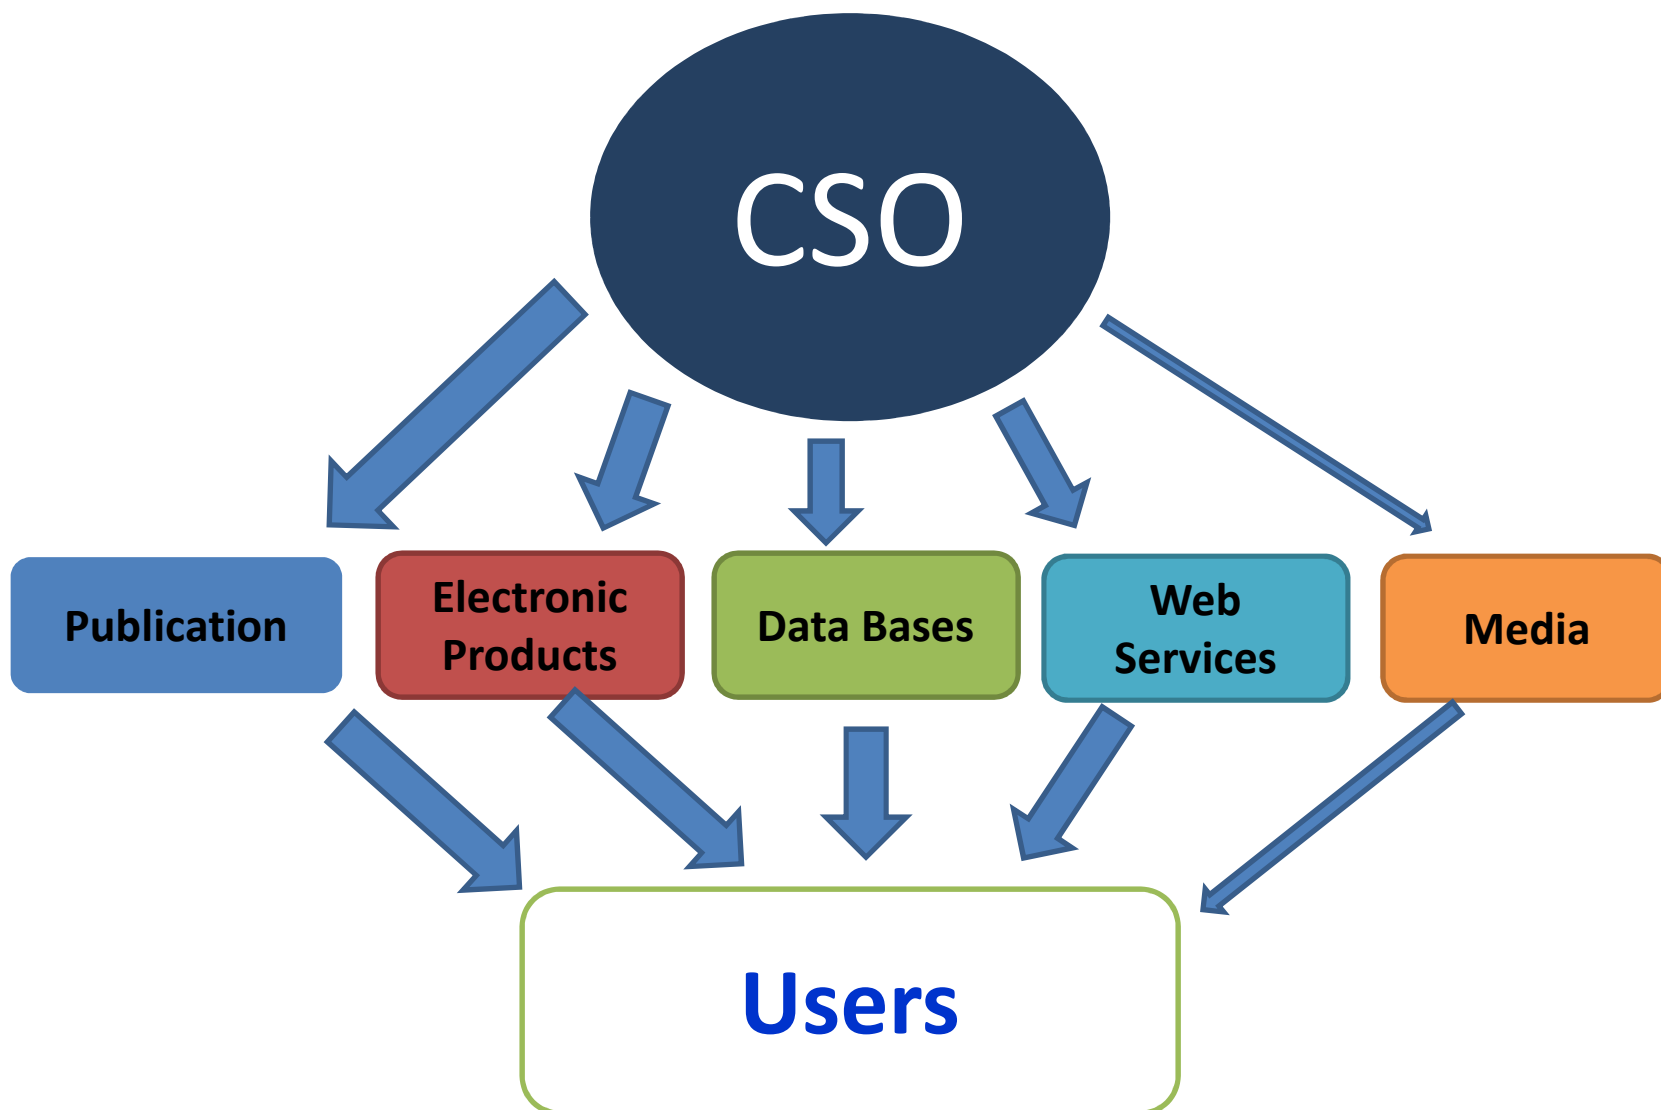 CSO
Publication
Electronic
Products
Data Bases
Web
Services
Media
Users